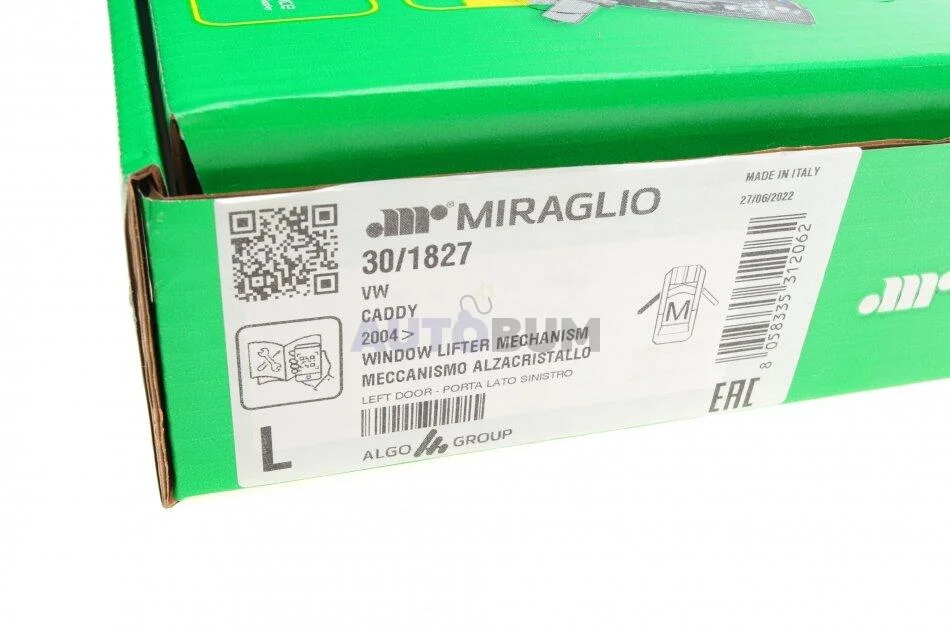 MADE IN ITALY
27/06/2022
MIRAGLIO
30/1827
VW
CADDY
2004 >
WINDOW LIFTER MECHANISM
MECCANISMO ALZACRISTALLO
LEFT DOOR - PORTA LATO SINISTRO
ALGO GROUP
L
M
8 058335 312062
EAC
AUTOBUM